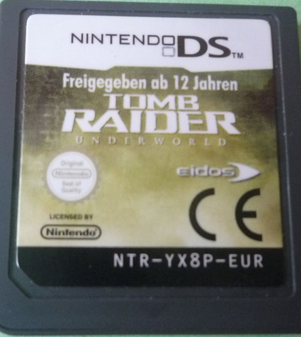 NINTENDO DS™
Freigegeben ab 12 Jahren
TOMB
RAIDER
UNDERWORLD
Original
Nintendo
Seal of
Quality
eidos
CE
LICENSED BY
Nintendo
NTR-YX8P-EUR